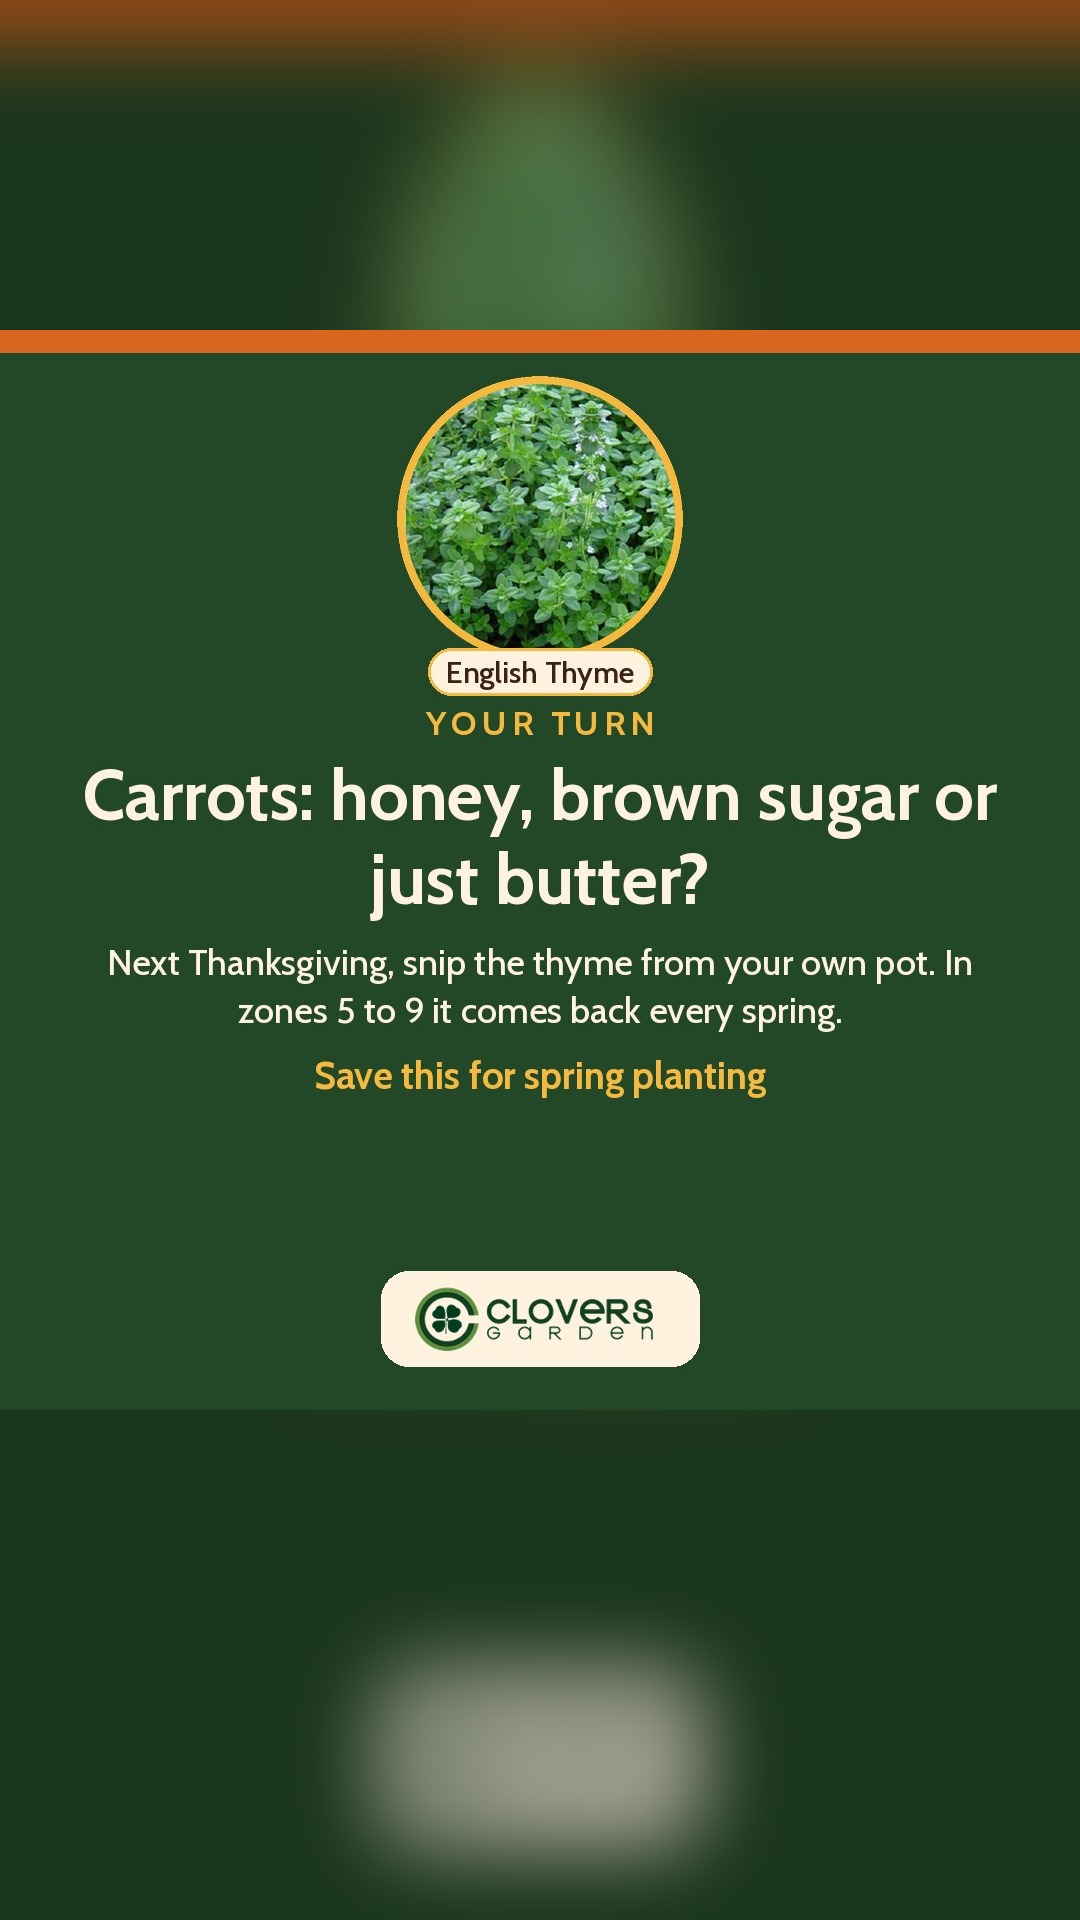 English Thyme
YOUR TURN
Carrots: honey, brown sugar or
just butter?
Next Thanksgiving, snip the thyme from your own pot. In
zones 5 to 9 it comes back every spring.
Save this for spring planting
CLOVERS
GARDEN